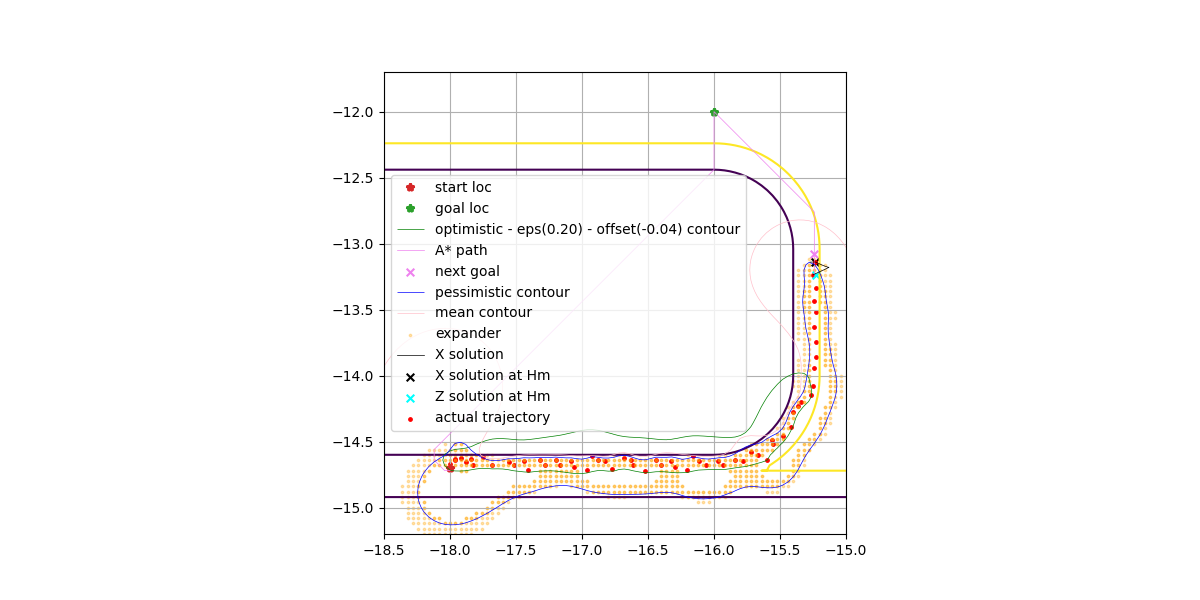 −12.0
−12.5
−13.0
−13.5
−14.0
−14.5
−15.0
start loc
goal loc
optimistic - eps(0.20) - offset(-0.04) contour
A* path
next goal
pessimistic contour
mean contour
expander
X solution
X solution at Hm
Z solution at Hm
actual trajectory
−18.5 −18.0 −17.5 −17.0 −16.5 −16.0 −15.5 −15.0